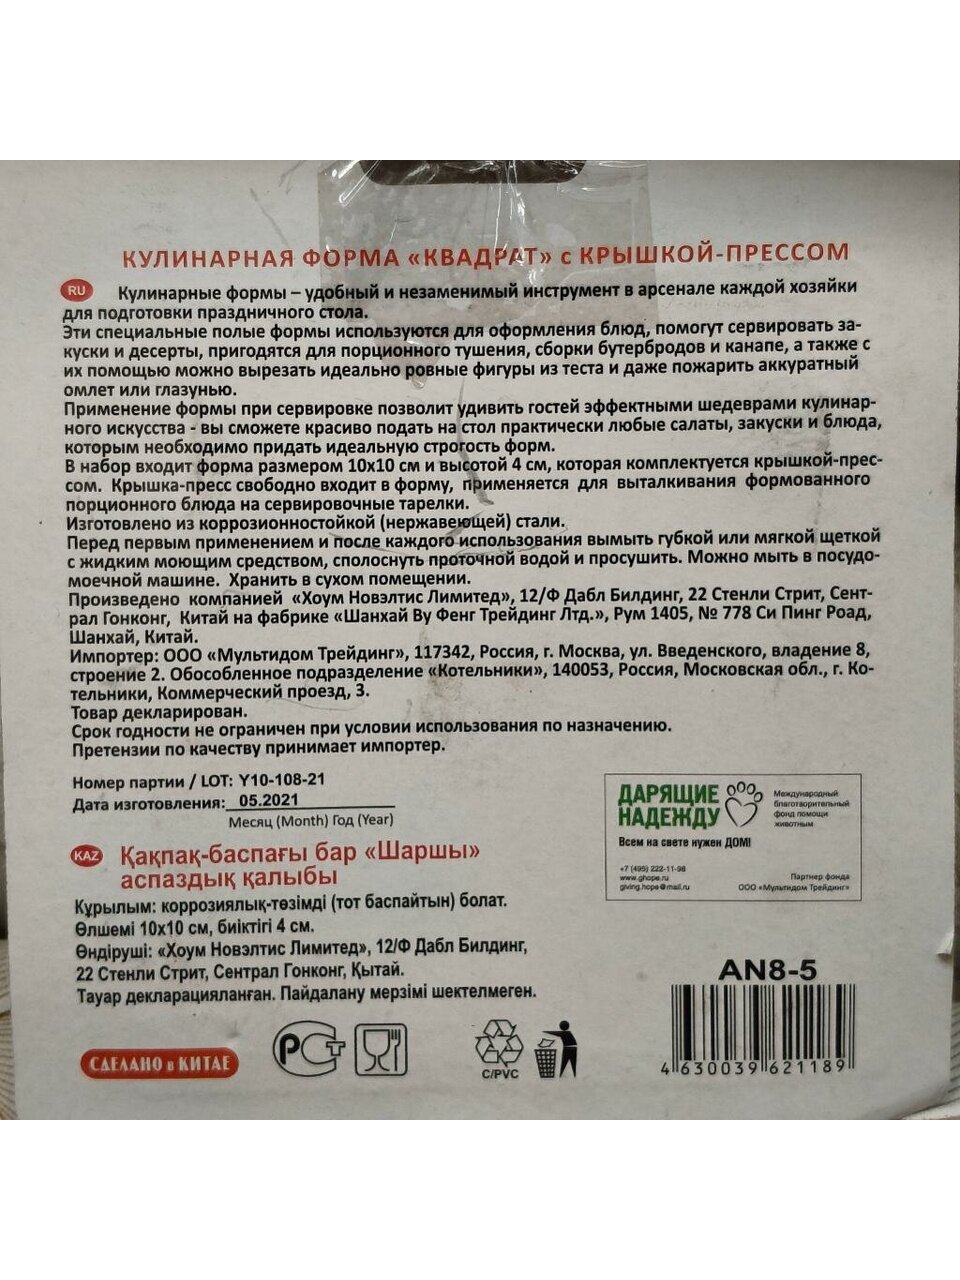 КУЛИНАРНАЯ ФОРМА «КВАДРАТ» с КРЫШКОЙ-ПРЕССОМ
RU Кулинарные формы – удобный и незаменимый инструмент в арсенале каждой хозяйки
для подготовки праздничного стола.
Эти специальные полые формы используются для оформления блюд, помогут сервировать за-
куски и десерты, пригодятся для порционного тушения, сборки бутербродов и канапе, а также с
их помощью можно вырезать идеально ровные фигуры из теста и даже пожарить аккуратный
омлет или глазунью.
Применение формы при сервировке позволит удивить гостей эффектными шедеврами кулинар-
ного искусства - вы сможете красиво подать на стол практически любые салаты, закуски и блюда,
которым необходимо придать идеальную строгость форм.
В набор входит форма размером 10х10 см и высотой 4 см, которая комплектуется крышкой-прес-
сом. Крышка-пресс свободно входит в форму, применяется для выталкивания формованного
порционного блюда на сервировочные тарелки.
Изготовлено из коррозионностойкой (нержавеющей) стали.
Перед первым применением и после каждого использования вымыть губкой или мягкой щеткой
с жидким моющим средством, сполоснуть проточной водой и просушить. Можно мыть в посудо-
моечной машине. Хранить в сухом помещении.
Произведено компанией «Хоум Новэлтис Лимитед», 12/Ф Дабл Билдинг, 22 Стенли Стрит, Сент-
рал Гонконг, Китай на фабрике «Шанхай Ву Фенг Трейдинг Лтд.», Рум 1405, № 778 Си Пинг Роад,
Шанхай, Китай.
Импортер: ООО «Мультидом Трейдинг», 117342, Россия, г. Москва, ул. Введенского, владение 8,
строение 2. Обособленное подразделение «Котельники», 140053, Россия, Московская обл., г. Ко-
тельники, Коммерческий проезд, 3.
Товар декларирован.
Срок годности не ограничен при условии использования по назначению.
Претензии по качеству принимает импортер.
Номер партии / LOT: Y10-108-21
Дата изготовления: 05.2021
Месяц (Month) Год (Year)
ДАРЯЩИЕ
НАДЕЖДУ
Международный
благотворительный
фонд помощи
животным
Всем на свете нужен ДОМ!
+7 (495) 222-11-98
www.ghope.ru
giving.hope@mail.ru
Партнер фонда
ООО «Мультидом Трейдинг»
KAZ Қақпақ-баспағы бар «Шаршы»
аспаздық қалыбы
Құрылым: коррозиялық-төзімді (тот баспайтын) болат.
Өлшемі 10х10 см, биіктігі 4 см.
Өндіруші: «Хоум Новэлтис Лимитед», 12/Ф Дабл Билдинг,
22 Стенли Стрит, Сентрал Гонконг, Қытай.
Тауар декларацияланған. Пайдалану мерзімі шектелмеген.
СДЕЛАНО в КИТАЕ
РСТ
C/PVC
AN8-5
4 630039 621189